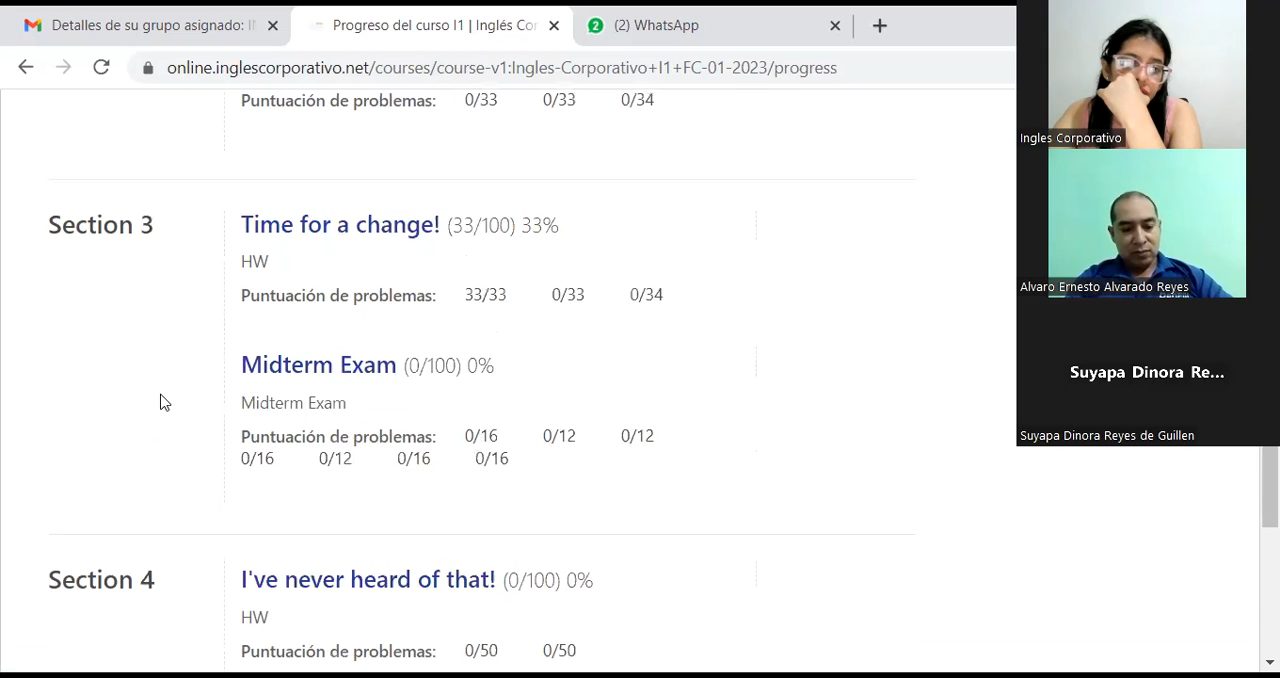 Detalles de su grupo asignado: I
Progreso del curso I1 | Inglés Cor
2
(2) WhatsApp
online.inglescorporativo.net/courses/course-v1:Ingles-Corporativo+I1+FC-01-2023/progress
Puntuación de problemas: 0/33 0/33 0/34
Section 3
Time for a change! (33/100) 33%
HW
Puntuación de problemas: 33/33 0/33 0/34
Midterm Exam (0/100) 0%
Midterm Exam
Puntuación de problemas: 0/16 0/12 0/12
0/16 0/12 0/16 0/16
Section 4
I've never heard of that! (0/100) 0%
HW
Puntuación de problemas: 0/50 0/50
Ingles Corporativo
Alvaro Ernesto Alvarado Reyes
Suyapa Dinora Re...
Suyapa Dinora Reyes de Guillen